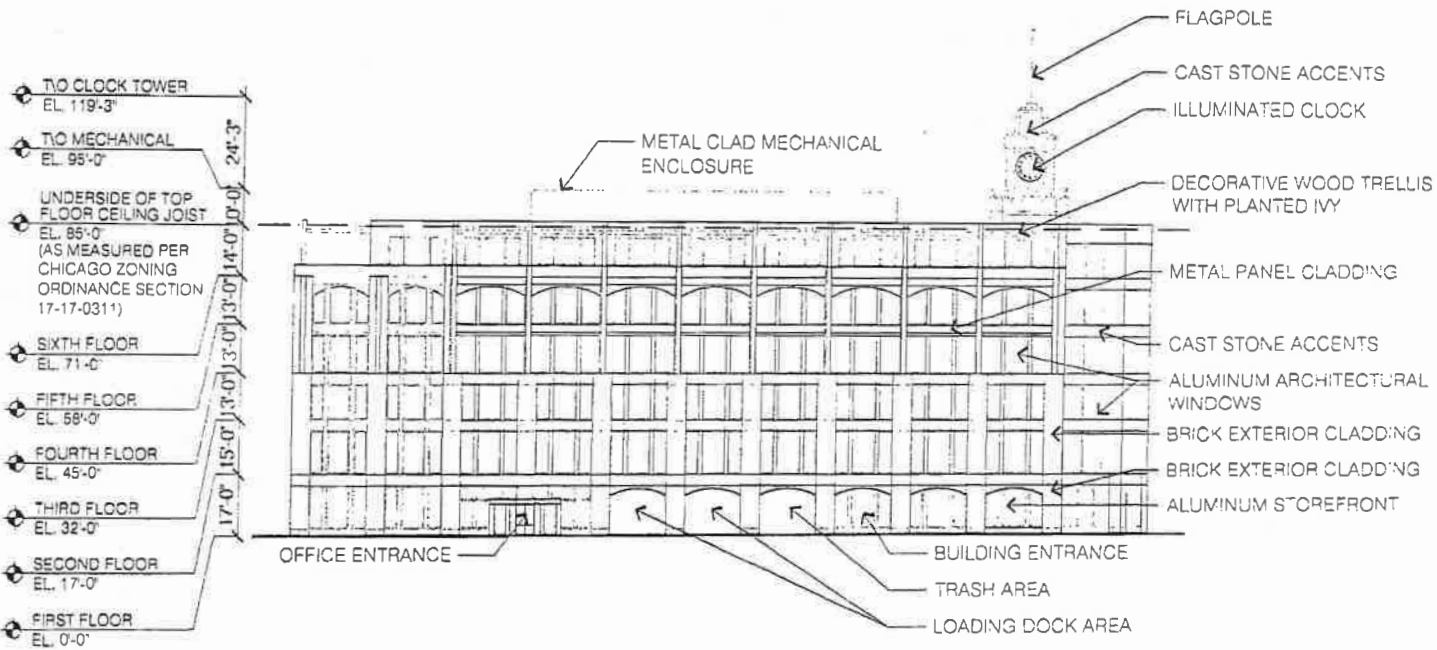 T\O CLOCK TOWER
EL. 119'-3"
T\O MECHANICAL
EL. 95'-0"
UNDERSIDE OF TOP
FLOOR CEILING JOIST
EL. 85'-0"
(AS MEASURED PER
CHICAGO ZONING
ORDINANCE SECTION
17-17-0311)
SIXTH FLOOR
EL. 71-0"
FIFTH FLOOR
EL. 58'-0'
FOURTH FLOOR
EL. 45'-0"
THIRD FLOOR
EL. 32'-0"
SECOND FLOOR
EL. 17'-0"
FIRST FLOOR
EL. 0'-0"
24'-3"
10'-0"
14'-0"
13'-0"
13'-0"
13'-0"
15'-0"
17'-0"
METAL CLAD MECHANICAL
ENCLOSURE
OFFICE ENTRANCE
FLAGPOLE
CAST STONE ACCENTS
ILLUMINATED CLOCK
DECORATIVE WOOD TRELLIS
WITH PLANTED IVY
METAL PANEL CLADDING
CAST STONE ACCENTS
ALUMINUM ARCHITECTURAL
WINDOWS
BRICK EXTERIOR CLADDING
BRICK EXTERIOR CLADDING
ALUMINUM STOREFRONT
BUILDING ENTRANCE
TRASH AREA
LOADING DOCK AREA